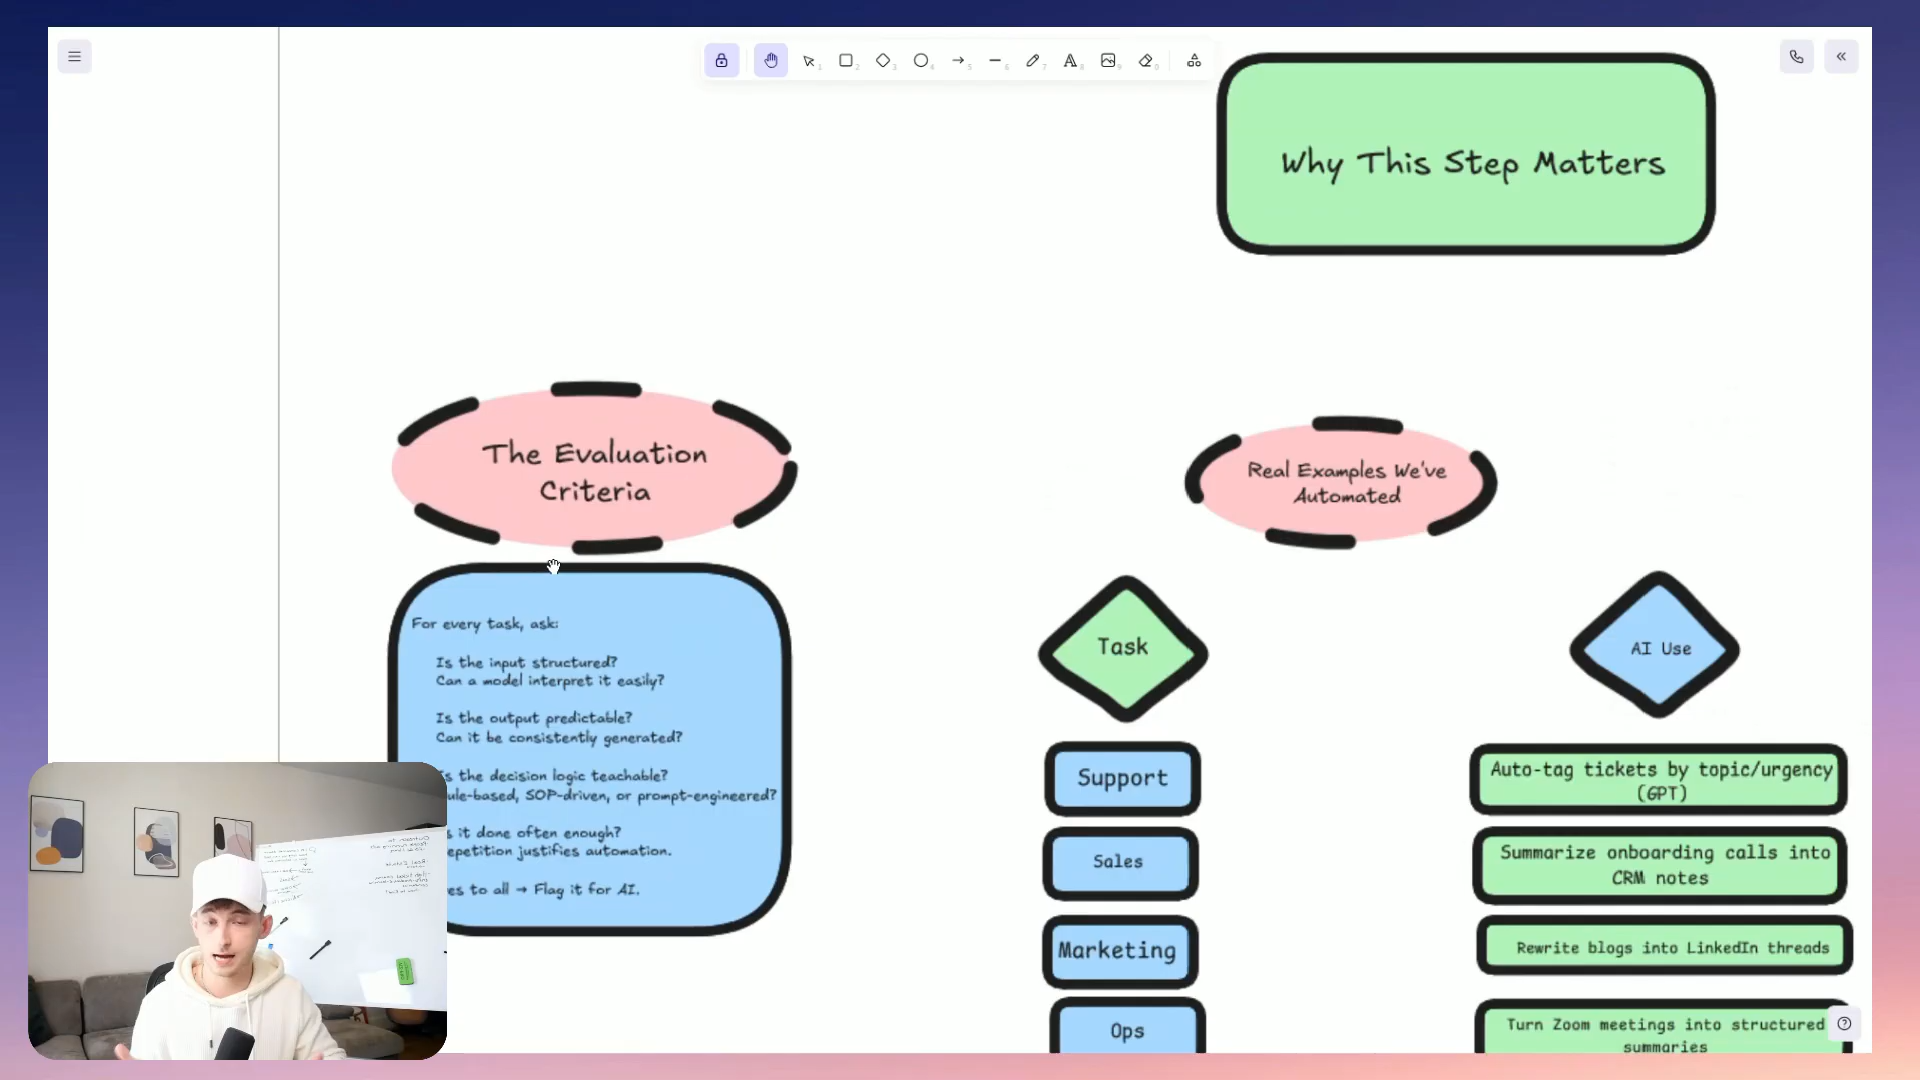 Why This Step Matters
The Evaluation
Criteria
For every task, ask:
Is the input structured?
Can a model interpret it easily?
Is the output predictable?
Can it be consistently generated?
Is the decision logic teachable?
ule-based, SOP-driven, or prompt-engineered?
s it done often enough?
epetition justifies automation.
es to all → Flag it for AI.
Real Examples We've
Automated
Task
AI Use
Support
Auto-tag tickets by topic/urgency
(GPT)
Sales
Summarize onboarding calls into
CRM notes
Marketing
Rewrite blogs into LinkedIn threads
Ops
Turn Zoom meetings into structured
summaries